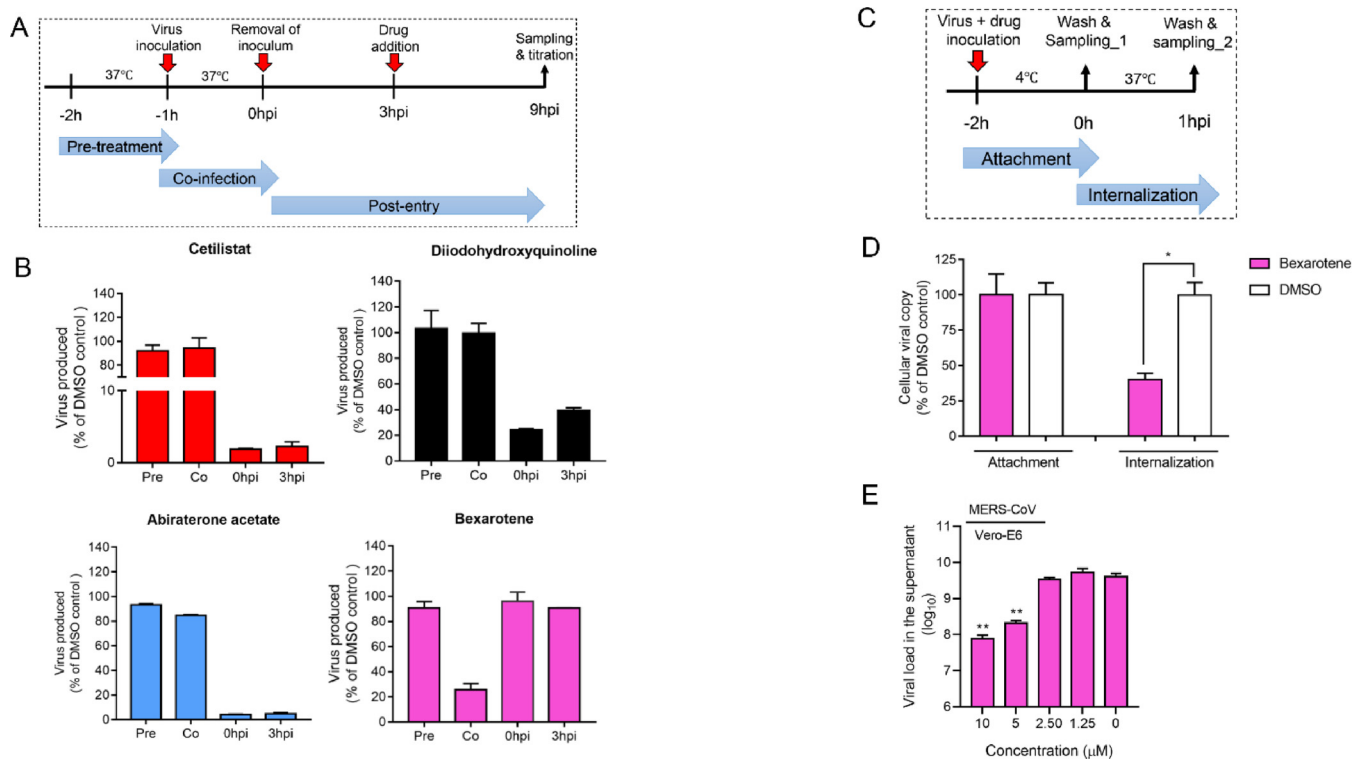 A
Virus
inoculation
Removal of
inoculum
Drug
addition
Sampling
& titration
37℃
37℃
-2h
-1h
0hpi
3hpi
9hpi
Pre-treatment
Co-infection
Post-entry
B
Cetilistat
Virus produced
(% of DMSO control)
140
120
100
80
10
0
Pre
Co
0hpi
3hpi
Diiodohydroxyquinoline
Virus produced
(% of DMSO control)
140
120
100
80
60
40
20
0
Pre
Co
0hpi
3hpi
Abiraterone acetate
Virus produced
(% of DMSO control)
140
120
100
80
60
40
20
0
Pre
Co
0hpi
3hpi
Bexarotene
Virus produced
(% of DMSO control)
140
120
100
80
60
40
20
0
Pre
Co
0hpi
3hpi
C
Virus + drug
inoculation
Wash &
Sampling_1
Wash &
sampling_2
4℃
37℃
-2h
0h
1hpi
Attachment
Internalization
D
Cellular viral copy
(% of DMSO control)
125
100
75
50
25
0
*
Attachment
Internalization
Bexarotene
DMSO
E
MERS-CoV
Vero-E6
Viral load in the supernatant
(log10)
11
10
9
8
7
6
**
**
10
5
2.50
1.25
0
Concentration (μM)